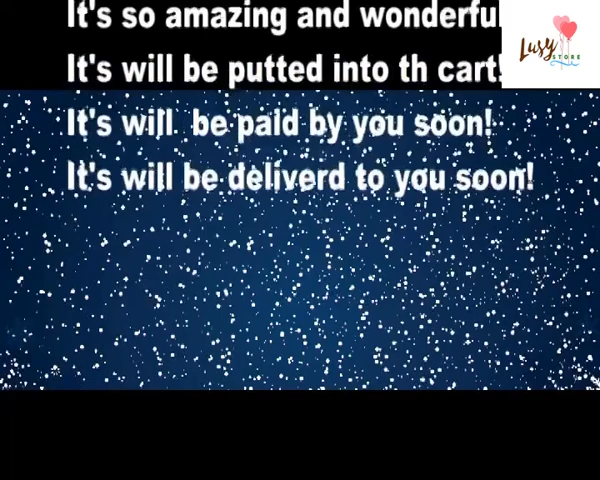 It's so amazing and wonderfu
It's will be putted into th cart!
It's will be paid by you soon!
It's will be deliverd to you soon!
Lusy
STORE